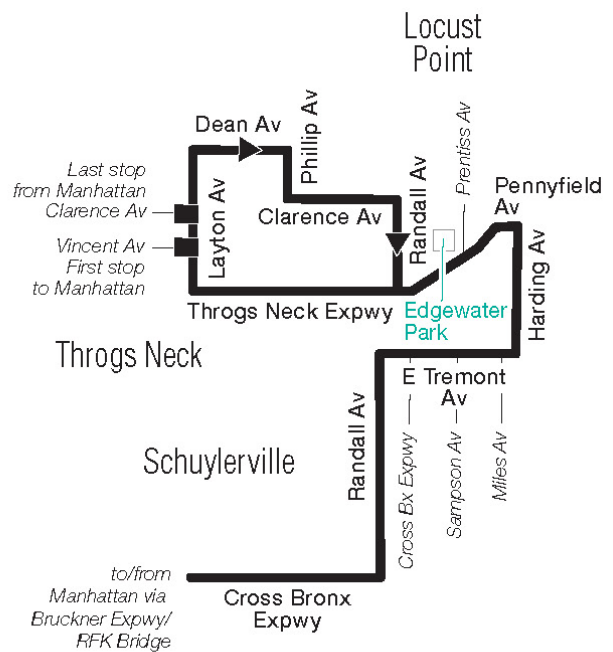 Locust
Point
Dean Av
Phillip Av
Randall Av
Prentiss Av
Last stop
from Manhattan
Clarence Av
Pennyfield
Av
Layton Av
Clarence Av
Vincent Av
First stop
to Manhattan
Harding Av
Throgs Neck Expwy
Edgewater
Park
Throgs Neck
E Tremont
Av
Randall Av
Cross Bx Expwy
Sampson Av
Miles Av
Schuylerville
to/from
Manhattan via
Bruckner Expwy/
RFK Bridge
Cross Bronx
Expwy